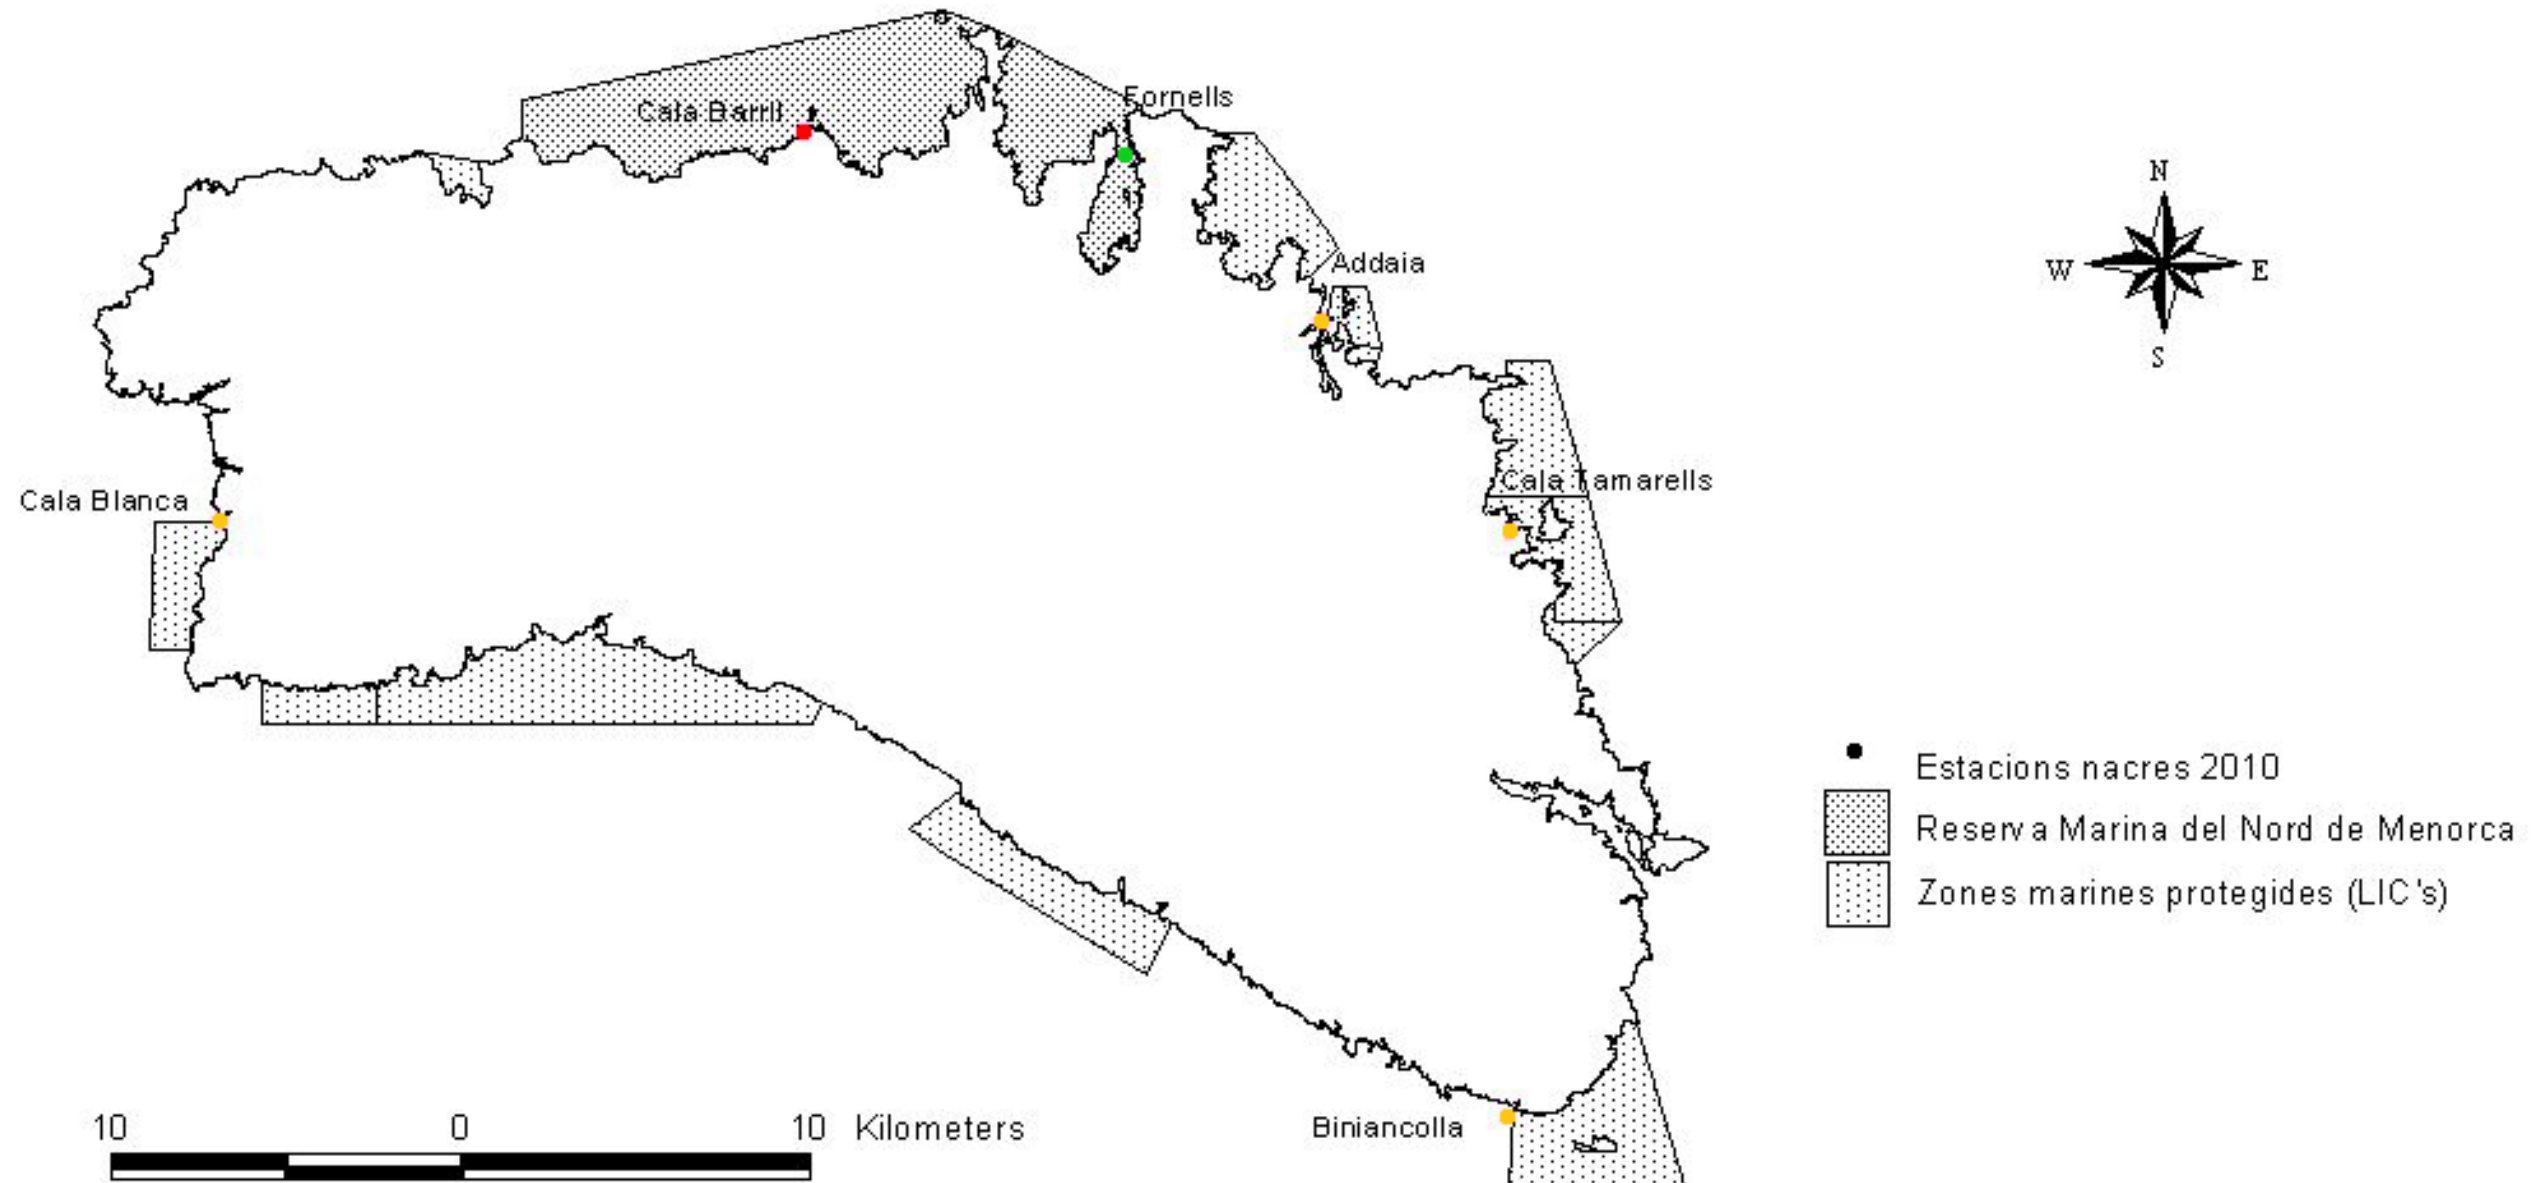 Cala Barril
Fornells
N
W
E
S
Addaia
Cala Tamarells
Cala Blanca
Estacions nacres 2010
Reserva Marina del Nord de Menorca
Zones marines protegides (LIC's)
Biniancolla
10 0 10 Kilometers